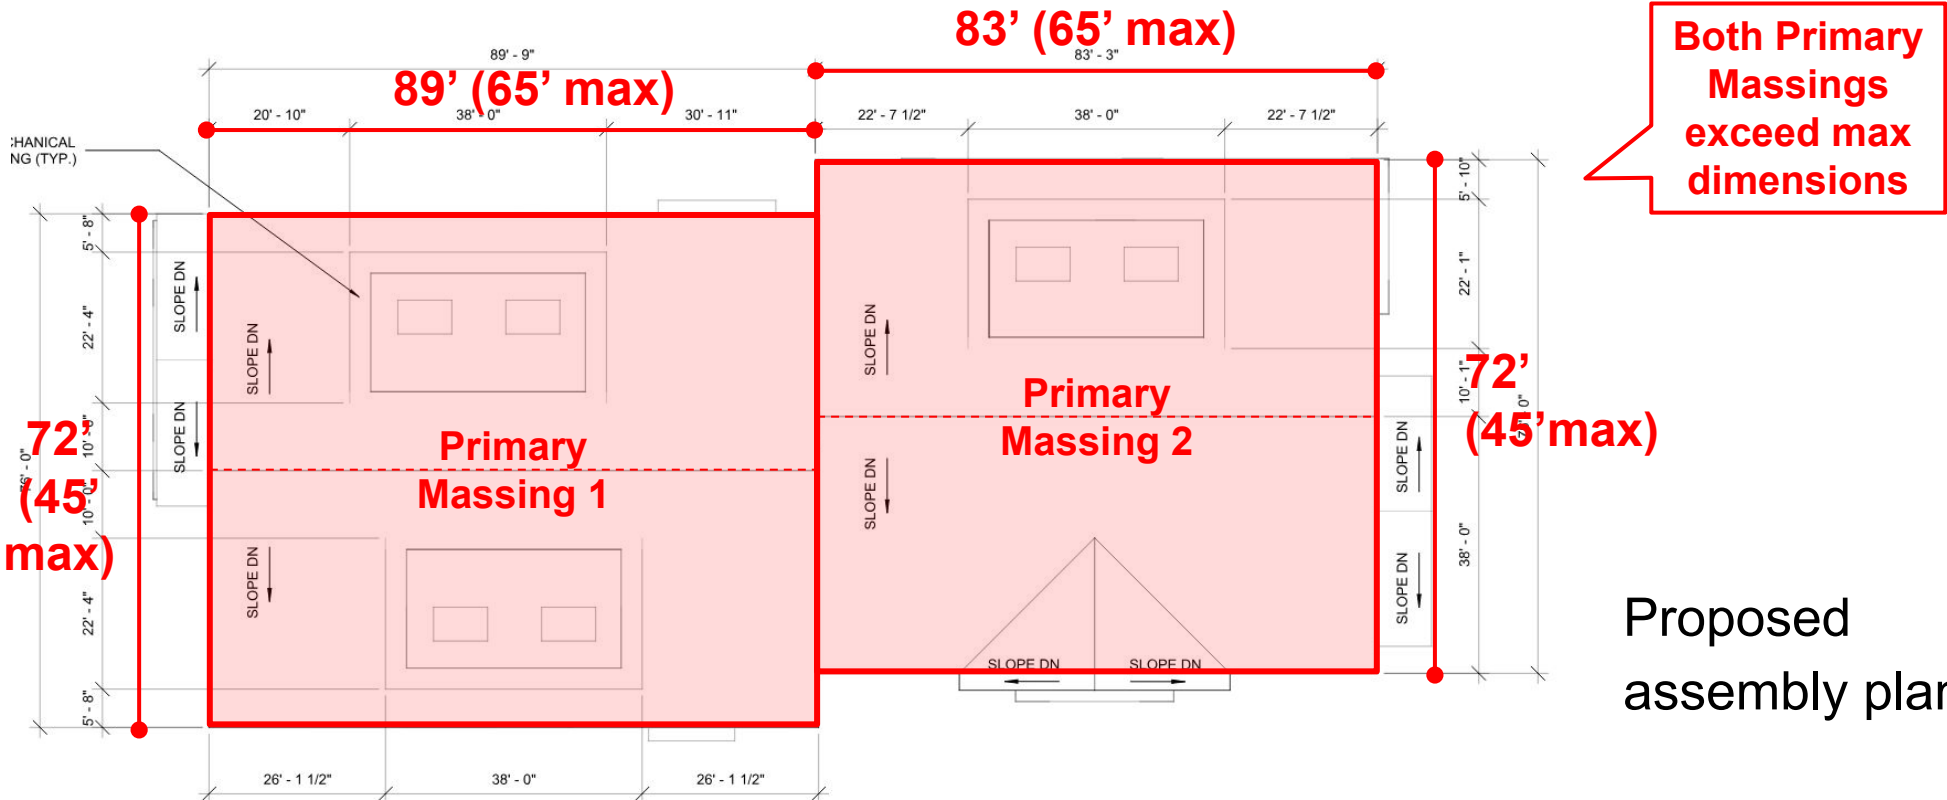 83’ (65’ max)
Both Primary
Massings
exceed max
dimensions
89' - 9"
83' - 3"
89’ (65’ max)
20' - 10"
38' - 0"
30' - 11"
22' - 7 1/2"
38' - 0"
22' - 7 1/2"
:HANICAL
NG (TYP.)
5' - 8"
22' - 4"
10' - 0"
10' - 0"
22' - 4"
5' - 8"
76' - 0"
72’
(45’
max)
SLOPE DN
SLOPE DN
SLOPE DN
SLOPE DN
Primary
Massing 1
SLOPE DN
SLOPE DN
Primary
Massing 2
SLOPE DN
SLOPE DN
SLOPE DN
SLOPE DN
5' - 10"
22' - 1"
10' - 1"
38' - 0"
72’
(45’max)
Proposed
assembly plan
26' - 1 1/2"
38' - 0"
26' - 1 1/2"